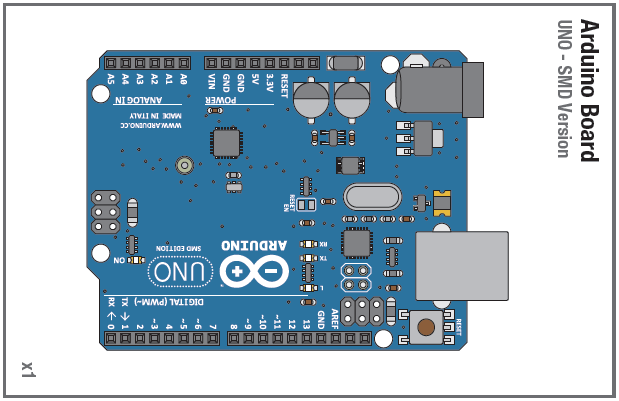 Arduino Board
UNO - SMD Version
A5
A4
A3
A2
A1
A0
VIN
GND
GND
5V
3.3V
RESET
ANALOG IN
POWER
MADE IN ITALY
WWW.ARDUINO.CC
RESET
EN
RX
TX
L
ON
ARDUINO
SMD EDITION
UNO
DIGITAL (PWM~)
RX
TX
0
1
2
~3
4
~5
~6
7
8
~9
~10
~11
12
13
GND
AREF
RESET
x1